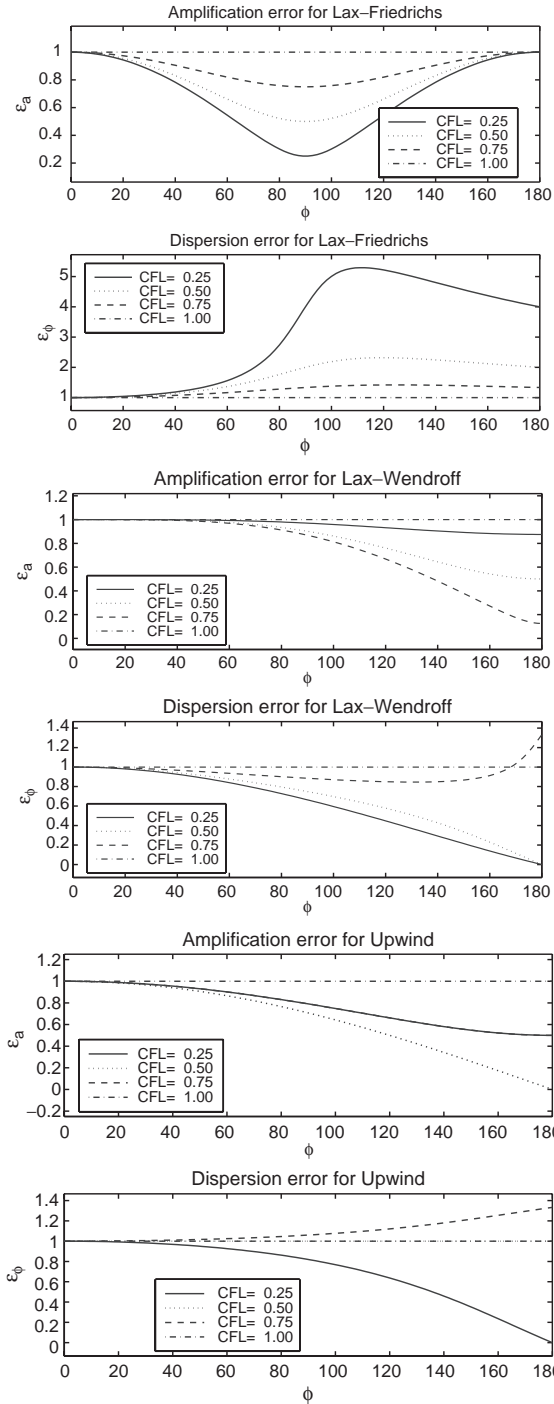 Amplification error for Lax–Friedrichs
1
0.8
0.6
0.4
0.2
εa
CFL= 0.25
CFL= 0.50
CFL= 0.75
CFL= 1.00
0 20 40 60 80 100 120 140 160 180
ϕ
Dispersion error for Lax–Friedrichs
5
4
3
2
1
εϕ
CFL= 0.25
CFL= 0.50
CFL= 0.75
CFL= 1.00
0 20 40 60 80 100 120 140 160 180
ϕ
Amplification error for Lax–Wendroff
1.2
1
0.8
0.6
0.4
0.2
0
εa
CFL= 0.25
CFL= 0.50
CFL= 0.75
CFL= 1.00
0 20 40 60 80 100 120 140 160 180
ϕ
Dispersion error for Lax–Wendroff
1.4
1.2
1
0.8
0.6
0.4
0.2
0
εϕ
CFL= 0.25
CFL= 0.50
CFL= 0.75
CFL= 1.00
0 20 40 60 80 100 120 140 160 180
ϕ
Amplification error for Upwind
1.2
1
0.8
0.6
0.4
0.2
0
−0.2
εa
CFL= 0.25
CFL= 0.50
CFL= 0.75
CFL= 1.00
0 20 40 60 80 100 120 140 160 180
ϕ
Dispersion error for Upwind
1.4
1.2
1
0.8
0.6
0.4
0.2
0
εϕ
CFL= 0.25
CFL= 0.50
CFL= 0.75
CFL= 1.00
0 20 40 60 80 100 120 140 160 180
ϕ